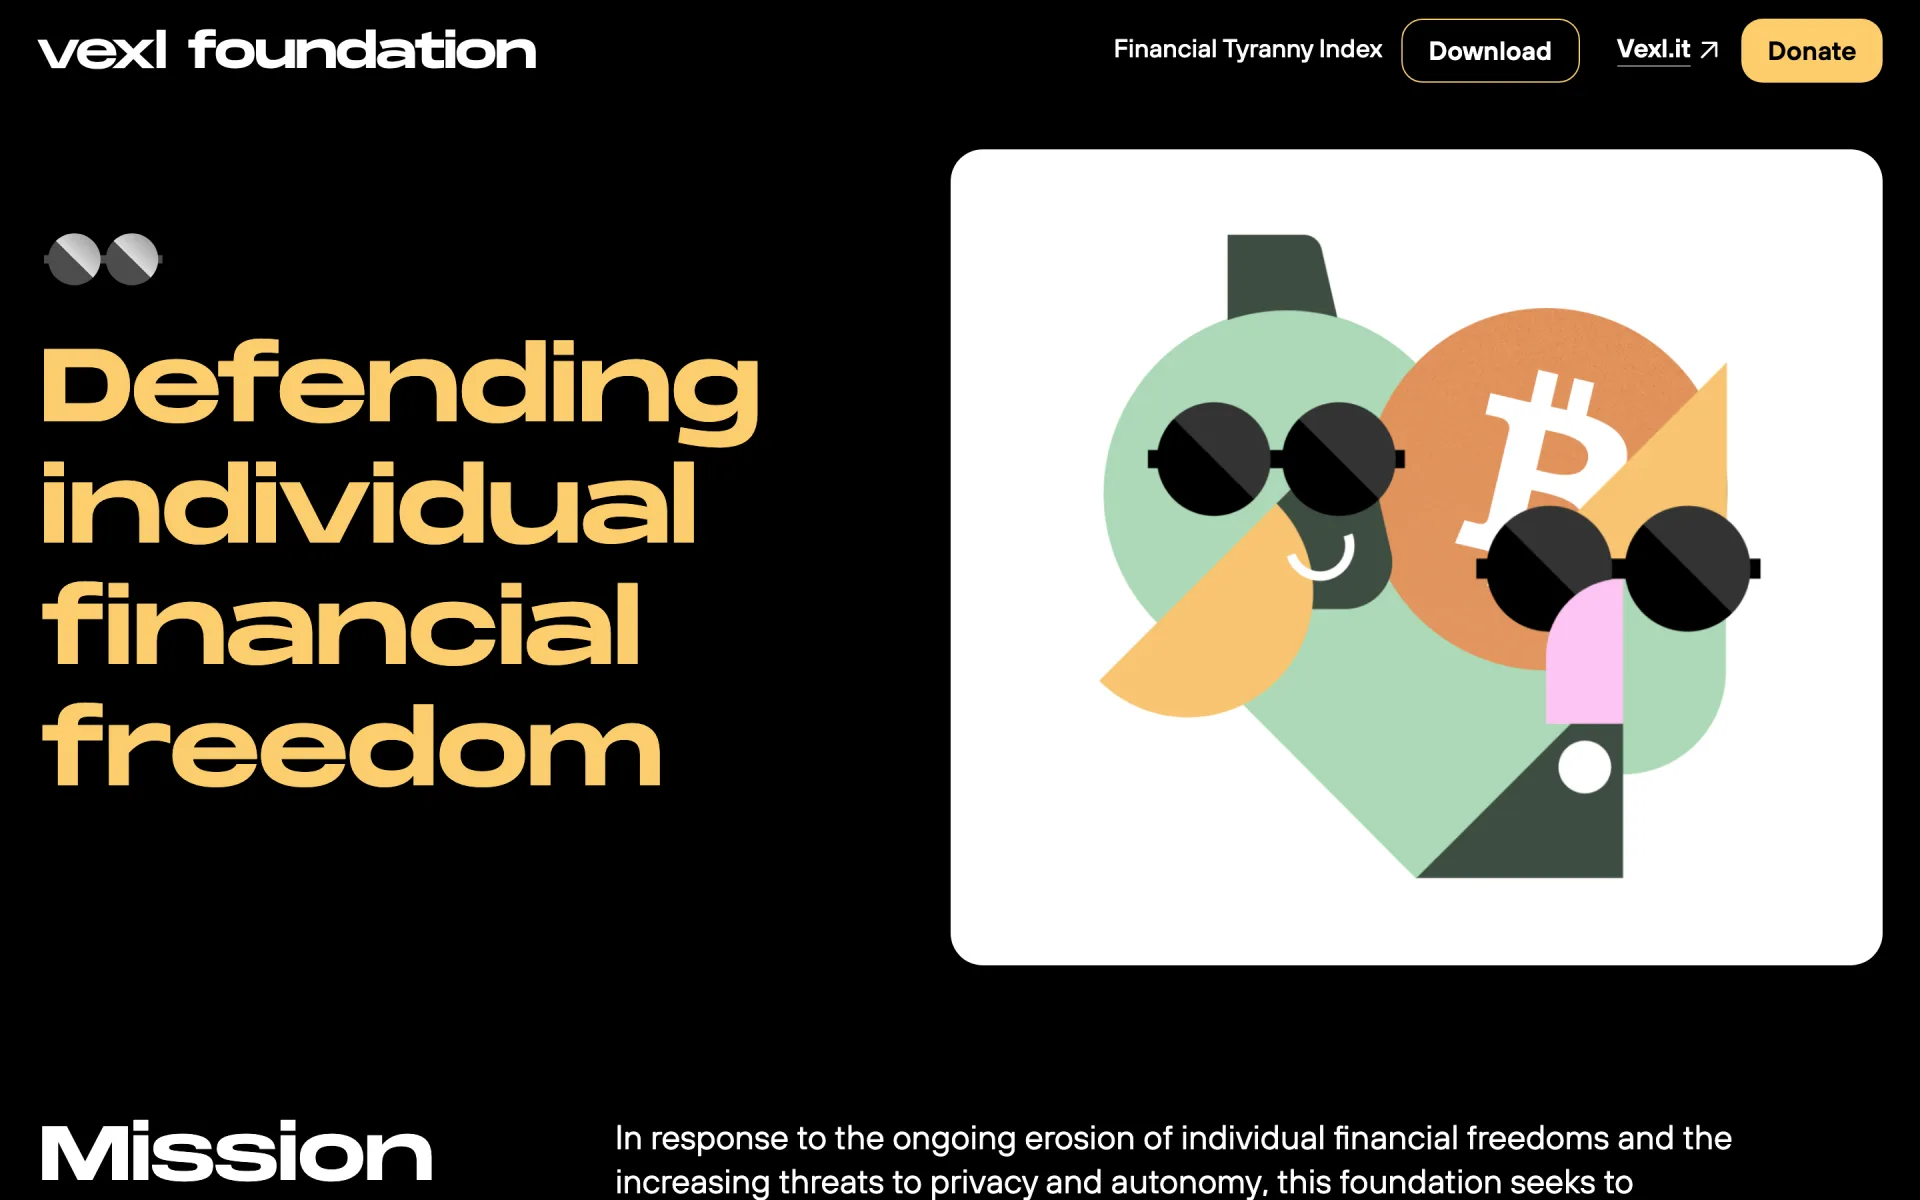 vexl foundation
Financial Tyranny Index
Download
Vexl.it
Donate
Defending
individual
financial
freedom
Mission
In response to the ongoing erosion of individual financial freedoms and the
increasing threats to privacy and autonomy, this foundation seeks to